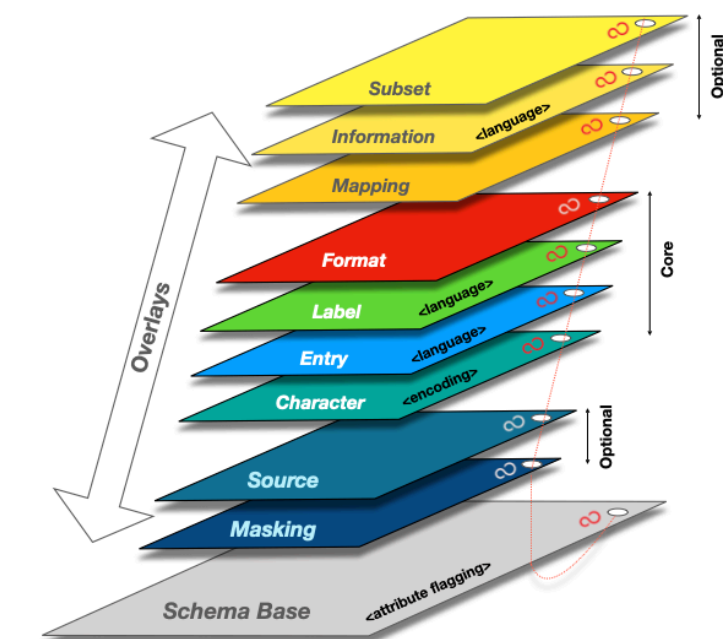 Subset
Optional
Information
<language>
Mapping
Format
Core
Label
<language>
Entry
<language>
Character
<encoding>
Overlays
Source
Optional
Masking
Schema Base
<attribute flagging>